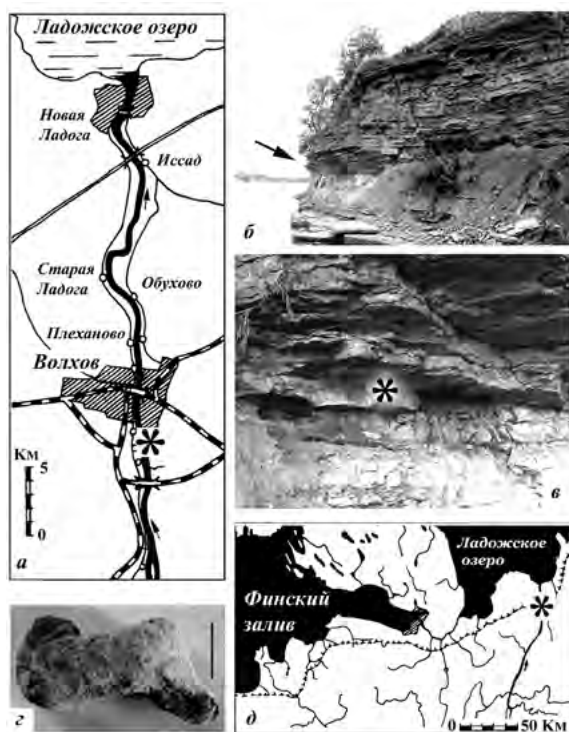 Ладожское озеро
Новая
Ладога
Иссад
Старая
Ладога
Обухово
Плеханово
Волхов
Км
5
0
а
б
*
в
г
Ладожское
озеро
Финский
залив
*
0 50 Км
д